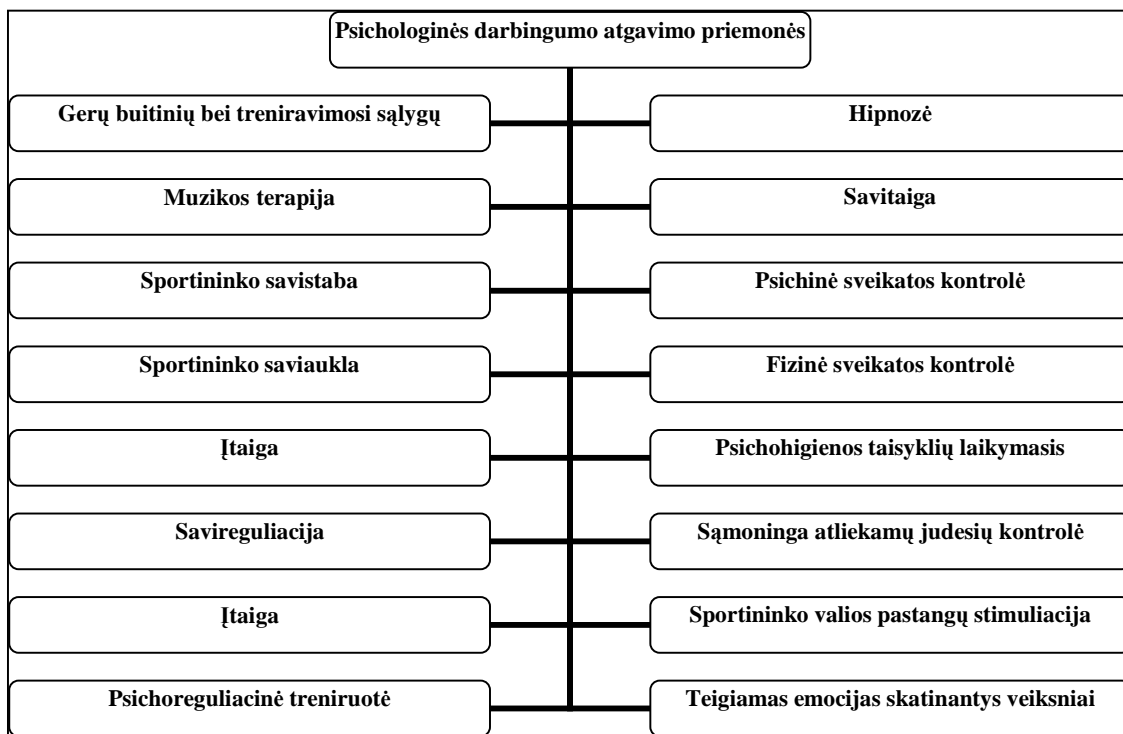 Psichologinės darbingumo atgavimo priemonės
Gerų buitinių bei treniravimosi sąlygų
Hipnozė
Muzikos terapija
Savitaiga
Sportininko savistaba
Psichinė sveikatos kontrolė
Sportininko saviaukla
Fizinė sveikatos kontrolė
Įtaiga
Psichohigienos taisyklių laikymasis
Savireguliacija
Sąmoninga atliekamų judesių kontrolė
Įtaiga
Sportininko valios pastangų stimuliacija
Psichoreguliacinė treniruotė
Teigiamas emocijas skatinantys veiksniai